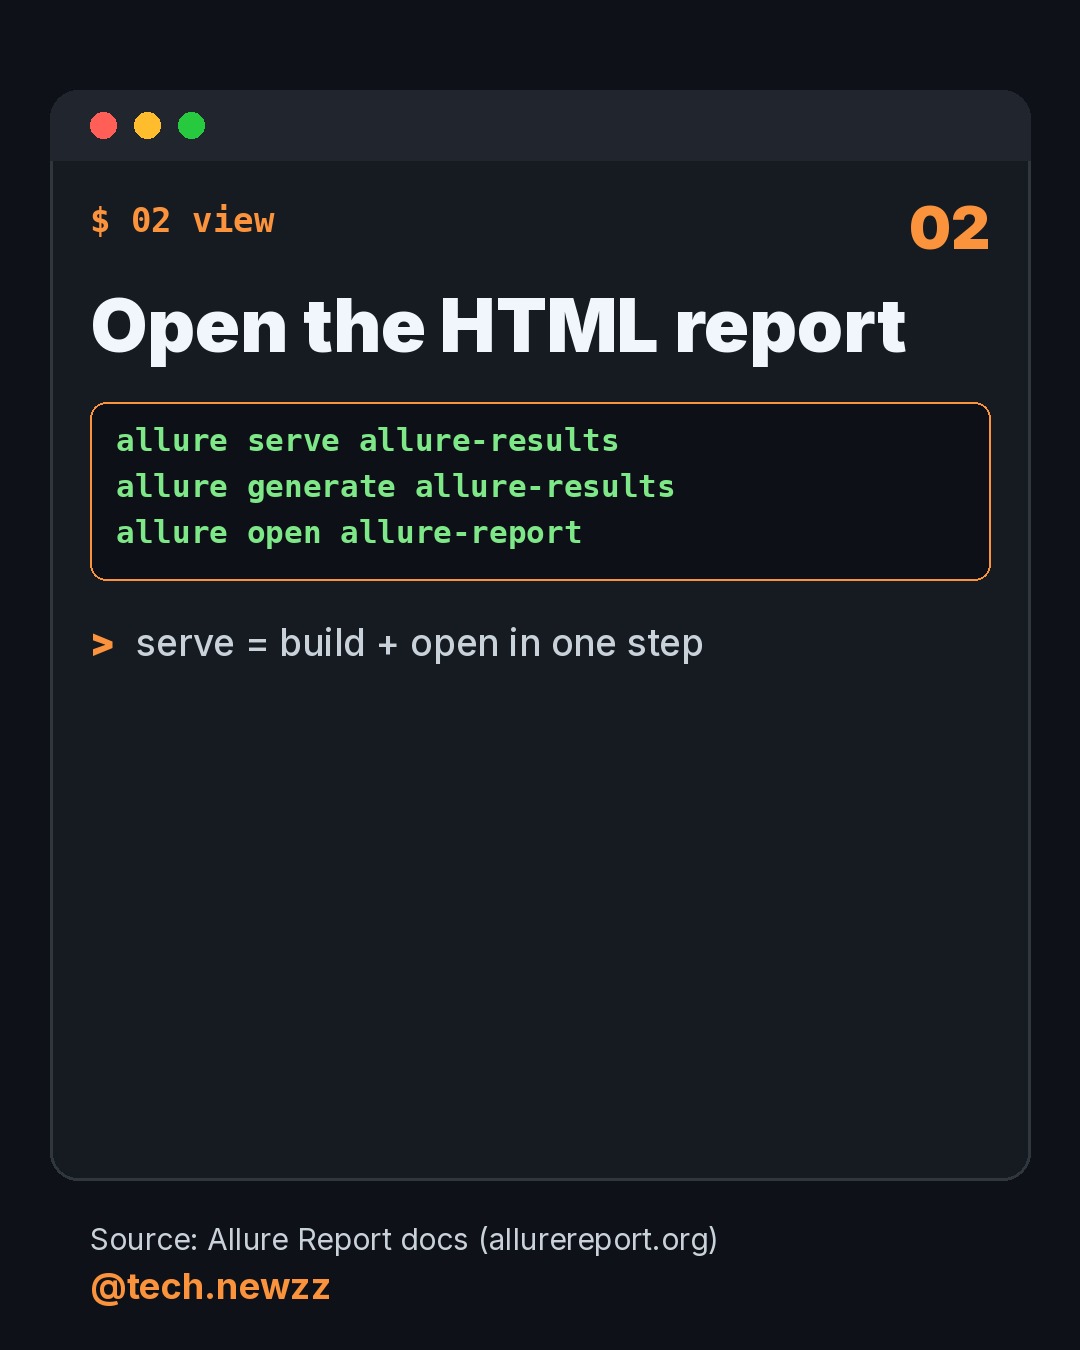 $ 02 view
02
Open the HTML report
allure serve allure-results
allure generate allure-results
allure open allure-report
> serve = build + open in one step
Source: Allure Report docs (allurereport.org)
@tech.newzz